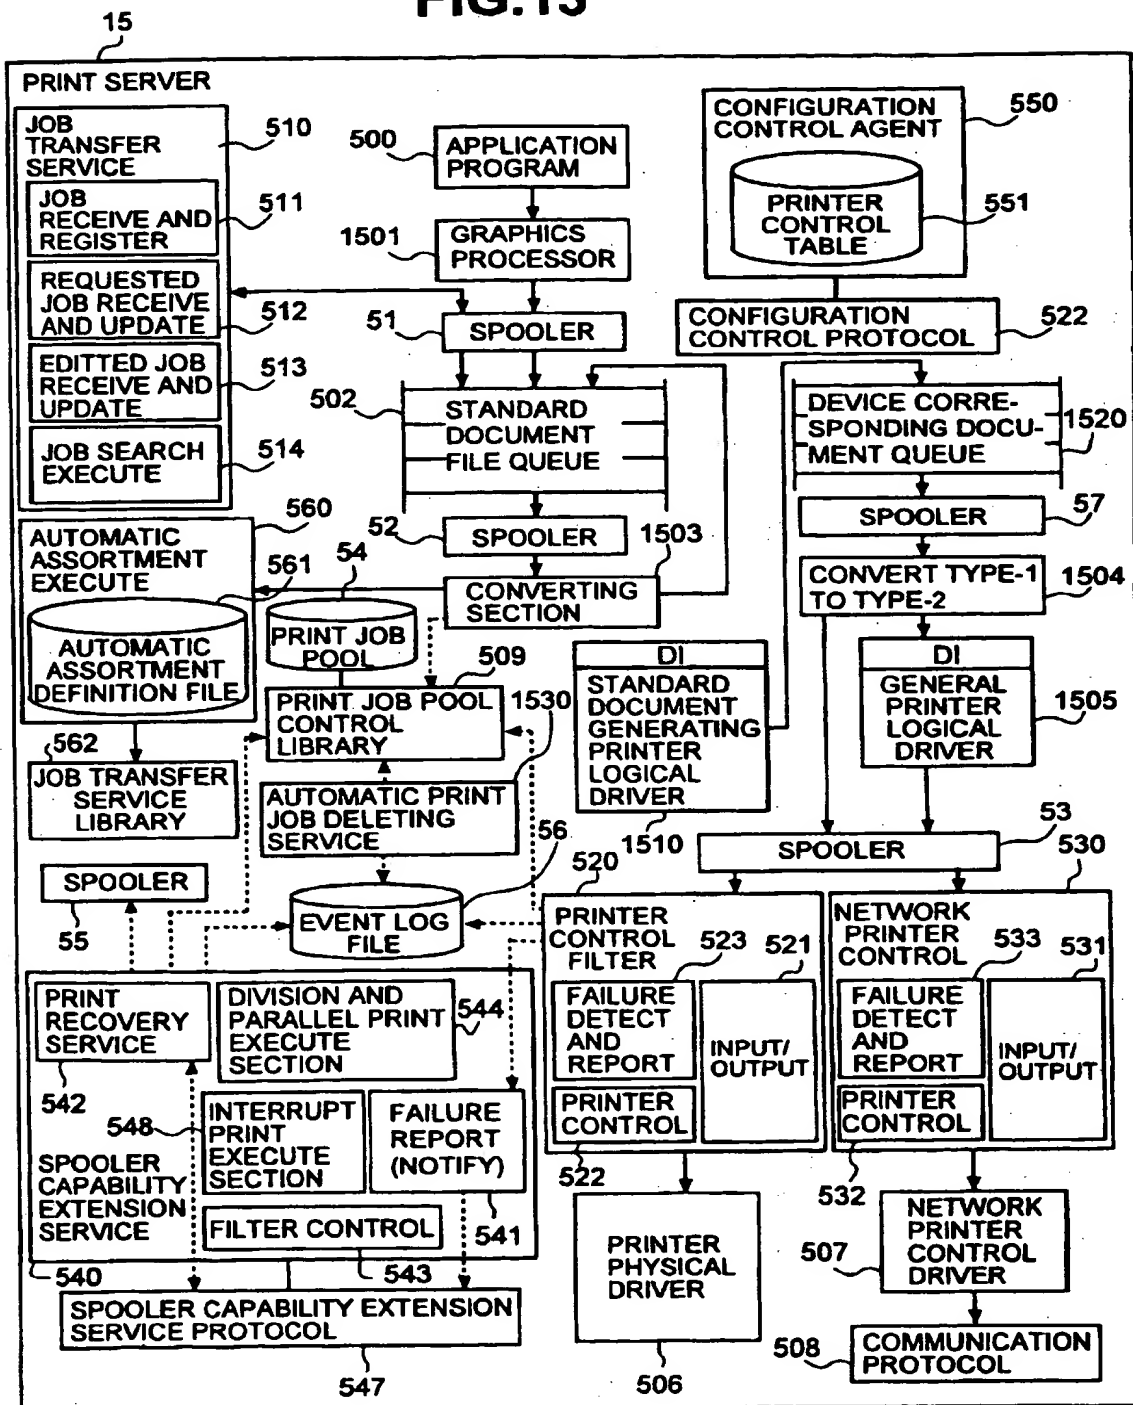 FIG.15
15
PRINT SERVER
JOB
TRANSFER
SERVICE
510
JOB
RECEIVE AND
REGISTER
511
REQUESTED
JOB RECEIVE
AND UPDATE
512
EDITTED JOB
RECEIVE AND
UPDATE
513
JOB SEARCH
EXECUTE
514
500
APPLICATION
PROGRAM
1501
GRAPHICS
PROCESSOR
51
SPOOLER
502
STANDARD
DOCUMENT
FILE QUEUE
52
SPOOLER
1503
CONVERTING
SECTION
CONFIGURATION
CONTROL AGENT
550
PRINTER
CONTROL
TABLE
551
CONFIGURATION
CONTROL PROTOCOL
522
DEVICE CORRE-
SPONDING DOCU-
MENT QUEUE
1520
SPOOLER
57
CONVERT TYPE-1
TO TYPE-2
1504
DI
GENERAL
PRINTER
LOGICAL
DRIVER
1505
560
AUTOMATIC
ASSORTMENT
EXECUTE
561
AUTOMATIC
ASSORTMENT
DEFINITION FILE
562
JOB TRANSFER
SERVICE
LIBRARY
54
PRINT JOB
POOL
509
PRINT JOB POOL
CONTROL
LIBRARY
1530
AUTOMATIC PRINT
JOB DELETING
SERVICE
56
EVENT LOG
FILE
DI
STANDARD
DOCUMENT
GENERATING
PRINTER
LOGICAL
DRIVER
1510
SPOOLER
53
SPOOLER
55
520
PRINTER
CONTROL
FILTER
523
521
FAILURE
DETECT
AND
REPORT
INPUT/
OUTPUT
PRINTER
CONTROL
522
530
NETWORK
PRINTER
CONTROL
533
531
FAILURE
DETECT
AND
REPORT
INPUT/
OUTPUT
PRINTER
CONTROL
532
PRINT
RECOVERY
SERVICE
542
DIVISION AND
PARALLEL PRINT
EXECUTE
SECTION
544
548
INTERRUPT
PRINT
EXECUTE
SECTION
FAILURE
REPORT
(NOTIFY)
541
SPOOLER
CAPABILITY
EXTENSION
SERVICE
FILTER CONTROL
543
540
SPOOLER CAPABILITY EXTENSION
SERVICE PROTOCOL
547
PRINTER
PHYSICAL
DRIVER
506
507
NETWORK
PRINTER
CONTROL
DRIVER
508
COMMUNICATION
PROTOCOL